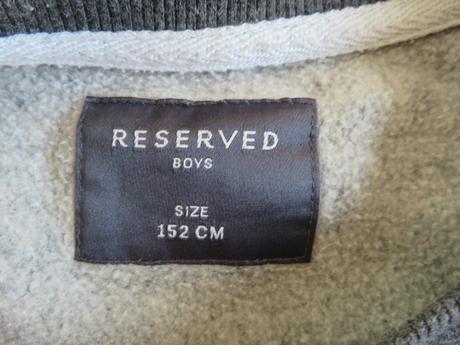 RESERVED
BOYS
SIZE
152 CM